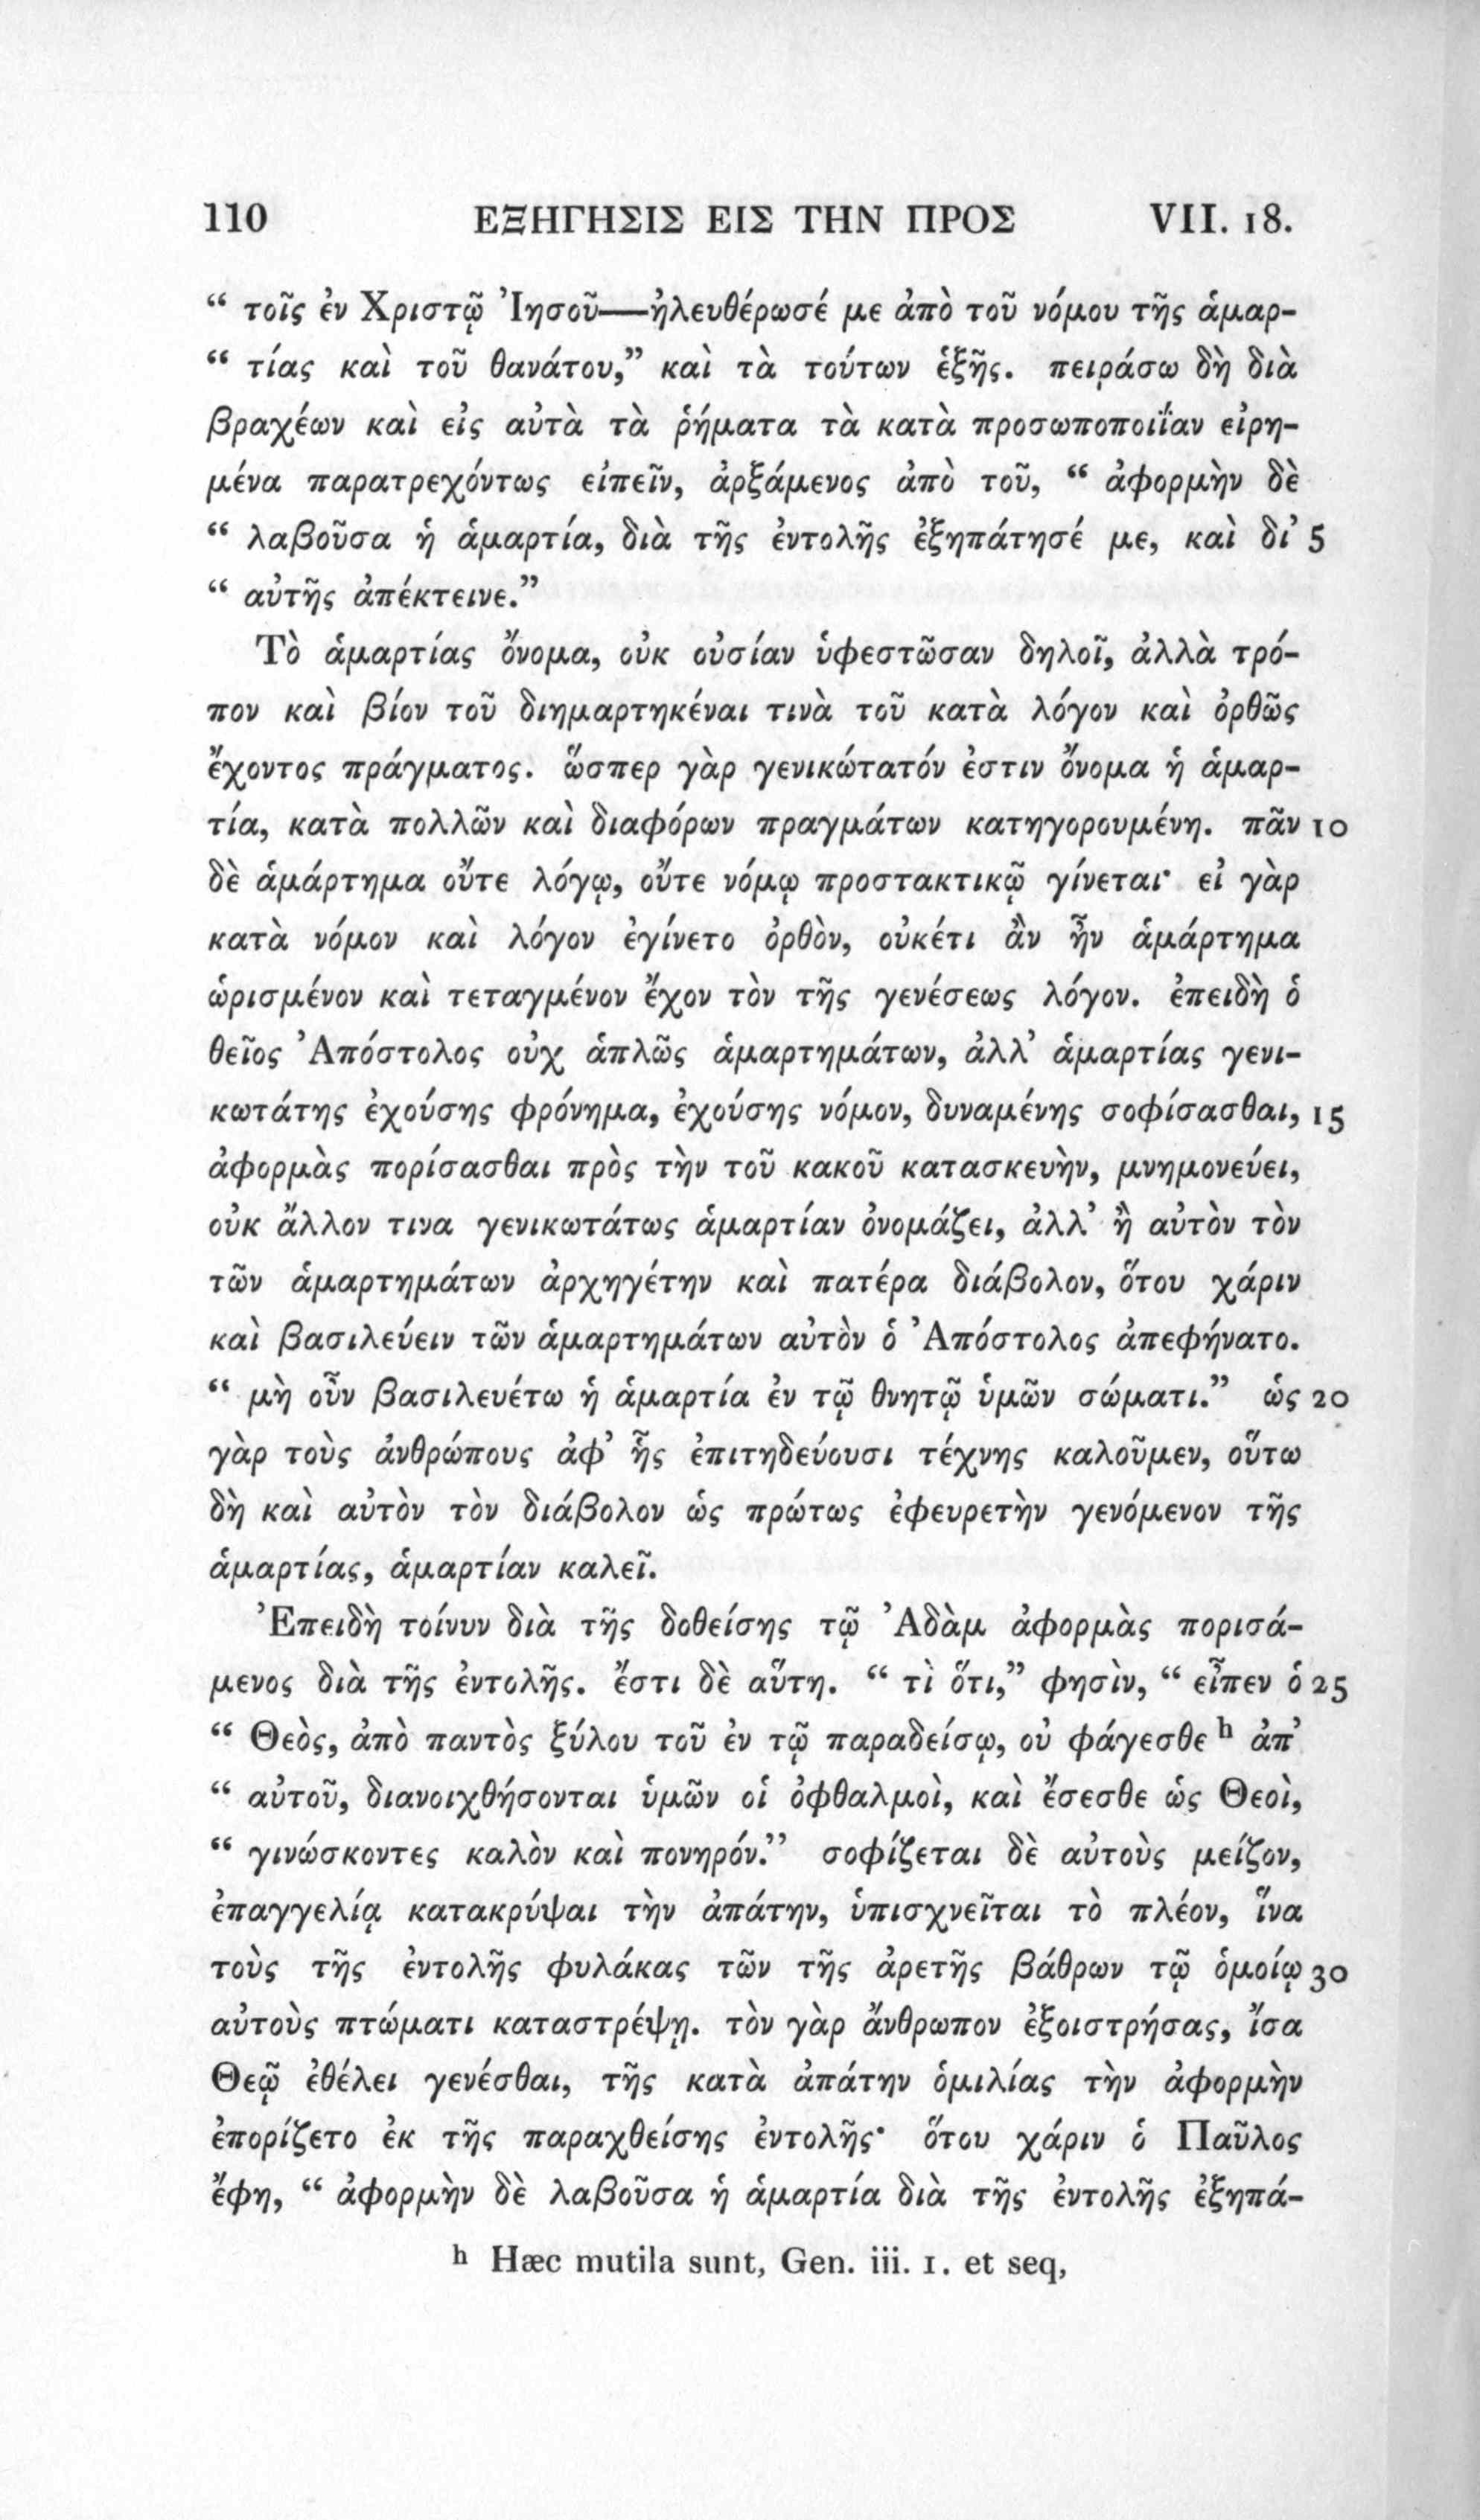 110 ΕΞΗΓΗΣΙΣ ΕΙΣ ΤΗΝ ΠΡΟΣ VII. 18.
“ τοῖς ἐν Χριστῷ Ἰησοῦ—ἠλευθέρωσέ με ἀπὸ τοῦ νόμου τῆς ἁμαρ-
“ τίας καὶ τοῦ θανάτου,” καὶ τὰ τούτων ἑξῆς. πειράσω δὴ διὰ
βραχέων καὶ εἰς αὐτὰ τὰ ῥήματα τὰ κατὰ προσωποποιΐαν εἰρη-
μένα παρατρεχόντως εἰπεῖν, ἀρξάμενος ἀπὸ τοῦ, “ ἀφορμὴν δὲ
“ λαβοῦσα ἡ ἁμαρτία, διὰ τῆς ἐντολῆς ἐξηπάτησέ με, καὶ δι’ 5
“ αὐτῆς ἀπέκτεινε.”
Τὸ ἁμαρτίας ὄνομα, οὐκ οὐσίαν ὑφεστῶσαν δηλοῖ, ἀλλὰ τρό-
πον καὶ βίον τοῦ διημαρτηκέναι τινὰ τοῦ κατὰ λόγον καὶ ὀρθῶς
ἔχοντος πράγματος. ὥσπερ γὰρ γενικώτατόν ἐστιν ὄνομα ἡ ἁμαρ-
τία, κατὰ πολλῶν καὶ διαφόρων πραγμάτων κατηγορουμένη. πᾶν 10
δὲ ἁμάρτημα οὔτε λόγῳ, οὔτε νόμῳ προστακτικῷ γίνεται· εἰ γὰρ
κατὰ νόμον καὶ λόγον ἐγίνετο ὀρθὸν, οὐκέτι ἂν ἦν ἁμάρτημα
ὡρισμένον καὶ τεταγμένον ἔχον τὸν τῆς γενέσεως λόγον. ἐπειδὴ ὁ
θεῖος Ἀπόστολος οὐχ ἁπλῶς ἁμαρτημάτων, ἀλλ’ ἁμαρτίας γενι-
κωτάτης ἐχούσης φρόνημα, ἐχούσης νόμον, δυναμένης σοφίσασθαι, 15
ἀφορμὰς πορίσασθαι πρὸς τὴν τοῦ κακοῦ κατασκευὴν, μνημονεύει,
οὐκ ἄλλον τινα γενικωτάτως ἁμαρτίαν ὀνομάζει, ἀλλ’ ἢ αὐτὸν τὸν
τῶν ἁμαρτημάτων ἀρχηγέτην καὶ πατέρα διάβολον, ὅτου χάριν
καὶ βασιλεύειν τῶν ἁμαρτημάτων αὐτὸν ὁ Ἀπόστολος ἀπεφήνατο.
“ μὴ οὖν βασιλευέτω ἡ ἁμαρτία ἐν τῷ θνητῷ ὑμῶν σώματι.” ὡς 20
γὰρ τοὺς ἀνθρώπους ἀφ’ ἧς ἐπιτηδεύουσι τέχνης καλοῦμεν, οὕτω
δὴ καὶ αὐτὸν τὸν διάβολον ὡς πρώτως ἐφευρετὴν γενόμενον τῆς
ἁμαρτίας, ἁμαρτίαν καλεῖ.
Ἐπειδὴ τοίνυν διὰ τῆς δοθείσης τῷ Ἀδὰμ ἀφορμὰς πορισά-
μενος διὰ τῆς ἐντολῆς. ἔστι δὲ αὕτη. “ τὶ ὅτι,” φησὶν, “ εἶπεν ὁ 25
“ Θεὸς, ἀπὸ παντὸς ξύλου τοῦ ἐν τῷ παραδείσῳ, οὐ φάγεσθε h ἀπ’
“ αὐτοῦ, διανοιχθήσονται ὑμῶν οἱ ὀφθαλμοὶ, καὶ ἔσεσθε ὡς Θεοὶ,
“ γινώσκοντες καλὸν καὶ πονηρόν.” σοφίζεται δὲ αὐτοὺς μείζον,
ἐπαγγελίᾳ κατακρύψαι τὴν ἀπάτην, ὑπισχνεῖται τὸ πλέον, ἵνα
τοὺς τῆς ἐντολῆς φυλάκας τῶν τῆς ἀρετῆς βάθρων τῷ ὁμοίῳ 30
αὐτοὺς πτώματι καταστρέψῃ. τὸν γὰρ ἄνθρωπον ἐξοιστρήσας, ἴσα
Θεῷ ἐθέλει γενέσθαι, τῆς κατὰ ἀπάτην ὁμιλίας τὴν ἀφορμὴν
ἐπορίζετο ἐκ τῆς παραχθείσης ἐντολῆς· ὅτου χάριν ὁ Παῦλος
ἔφη, “ ἀφορμὴν δὲ λαβοῦσα ἡ ἁμαρτία διὰ τῆς ἐντολῆς ἐξηπά-
h Hæc mutila sunt, Gen. iii. 1. et seq,